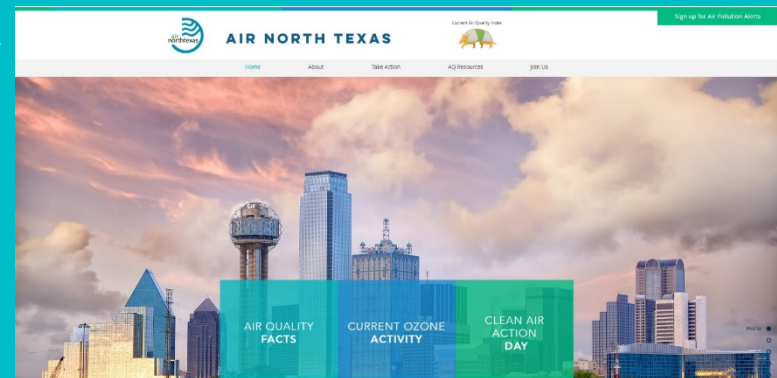 Sign up for Air Pollution Alerts
Current Air Quality Index
air
northtexas
AIR NORTH TEXAS
Home
About
Take Action
AQ Resources
Join Us
AIR QUALITY
FACTS
CURRENT OZONE
ACTIVITY
CLEAN AIR
ACTION
DAY
Home